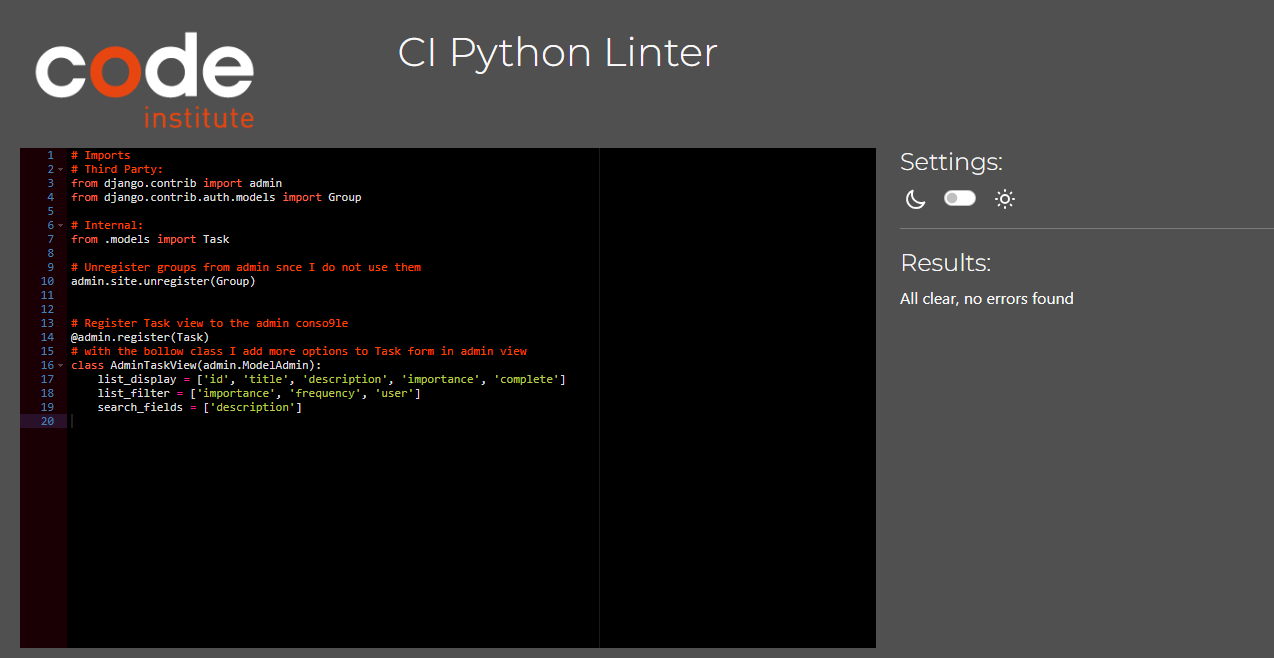 code
institute
CI Python Linter
1 # Imports
2 # Third Party:
3 from django.contrib import admin
4 from django.contrib.auth.models import Group
5
6 # Internal:
7 from .models import Task
8
9 # Unregister groups from admin snce I do not use them
10 admin.site.unregister(Group)
11
12
13 # Register Task view to the admin conso9le
14 @admin.register(Task)
15 # with the bollow class I add more options to Task form in admin view
16 class AdminTaskView(admin.ModelAdmin):
17     list_display = ['id', 'title', 'description', 'importance', 'complete']
18     list_filter = ['importance', 'frequency', 'user']
19     search_fields = ['description']
20
Settings:
Results:
All clear, no errors found